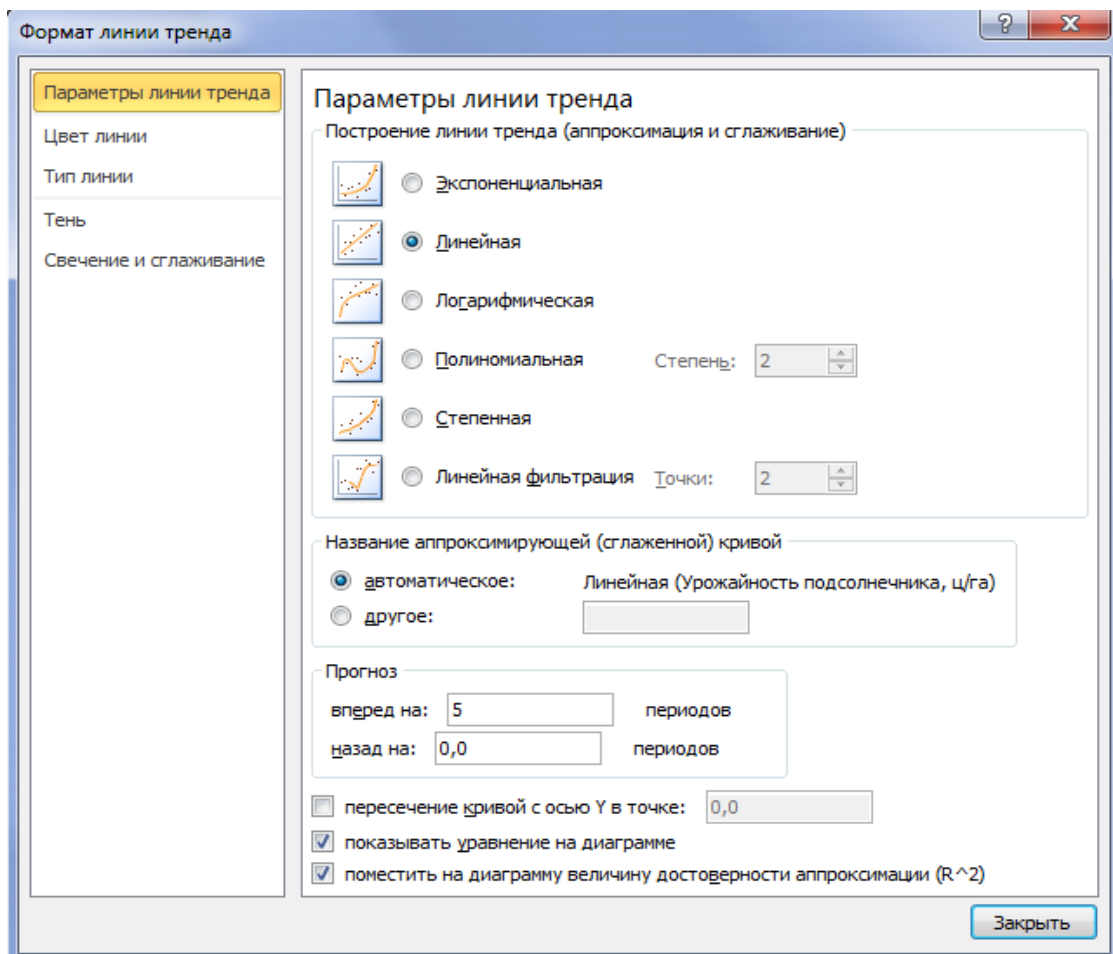 Формат линии тренда
?
X
Параметры линии тренда
Цвет линии
Тип линии
Тень
Свечение и сглаживание
Параметры линии тренда
Построение линии тренда (аппроксимация и сглаживание)
Экспоненциальная
Линейная
Логарифмическая
Полиномиальная Степень: 2
Степенная
Линейная фильтрация Точки: 2
Название аппроксимирующей (сглаженной) кривой
автоматическое: Линейная (Урожайность подсолнечника, ц/га)
другое:
Прогноз
вперед на: 5 периодов
назад на: 0,0 периодов
пересечение кривой с осью Y в точке: 0,0
показывать уравнение на диаграмме
поместить на диаграмму величину достоверности аппроксимации (R^2)
Закрыть